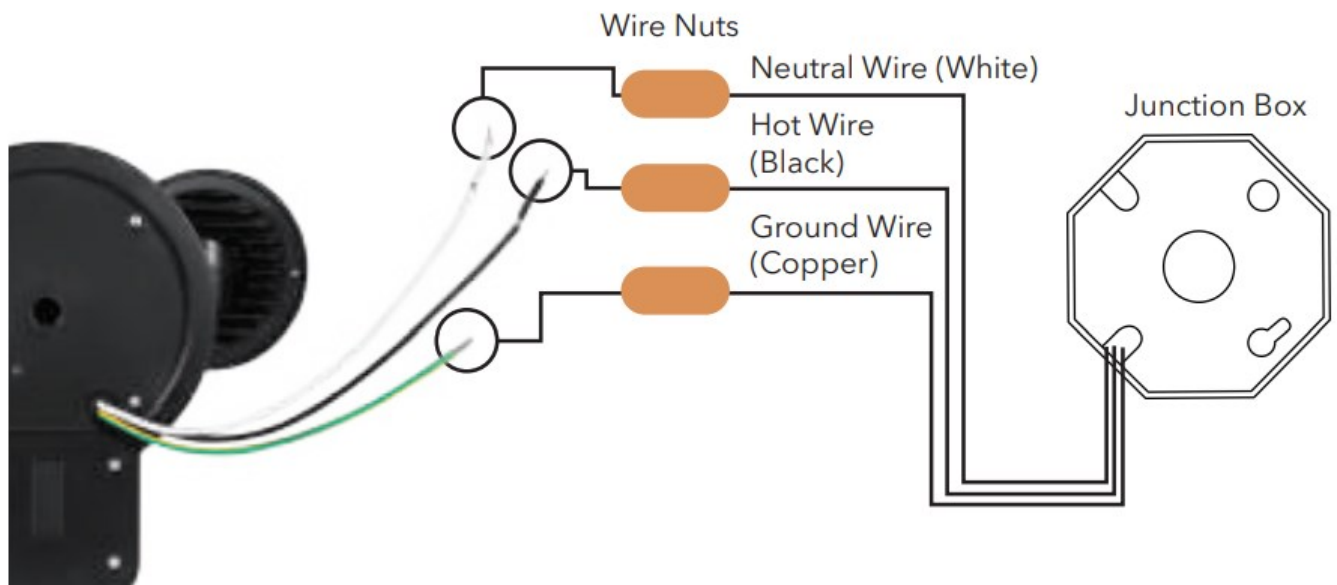 Wire Nuts
Neutral Wire (White)
Junction Box
Hot Wire
(Black)
Ground Wire
(Copper)